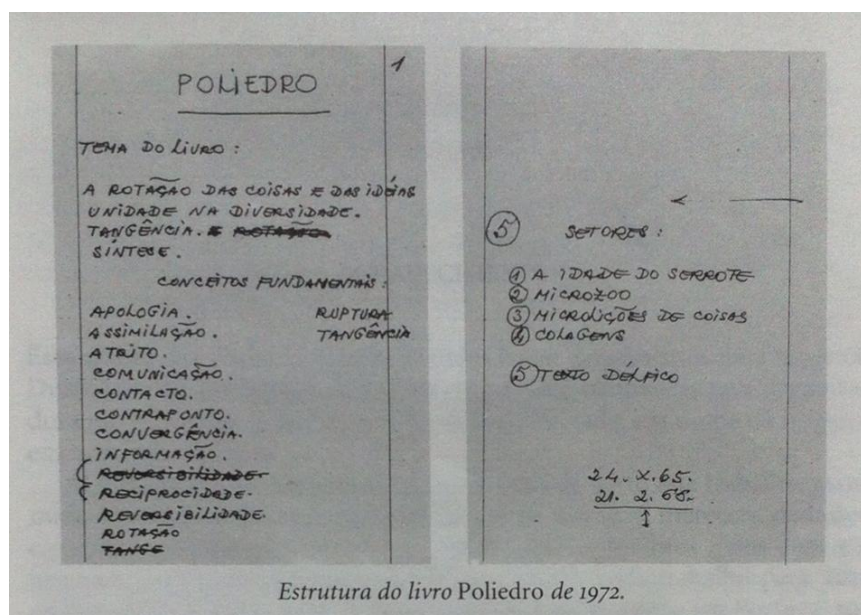 1
POLIEDRO
TEMA DO LIVRO:
A ROTAÇÃO DAS COISAS E DAS IDÉIAS
UNIDADE NA DIVERSIDADE.
TANGÊNCIA. E ROTAÇÃO
SÍNTESE.
CONCEITOS FUNDAMENTAIS:
APOLOGIA. RUPTURA
ASSIMILAÇÃO. TANGÊNCIA
ATRITO.
COMUNICAÇÃO.
CONTACTO.
CONTRAPONTO.
CONVERGÊNCIA.
INFORMAÇÃO.
REVERSIBILIDADE.
RECIPROCIDADE.
REVERSIBILIDADE.
ROTAÇÃO
TANGE
5 SETORES:
1 A IDADE DO SERROTE
2 MICROZOO
3 MICROLIÇÕES DE COISAS
4 COLAGENS
5 TEXTO DÉLFICO
24. X. 65.
21. 2. 66.
Estrutura do livro Poliedro de 1972.